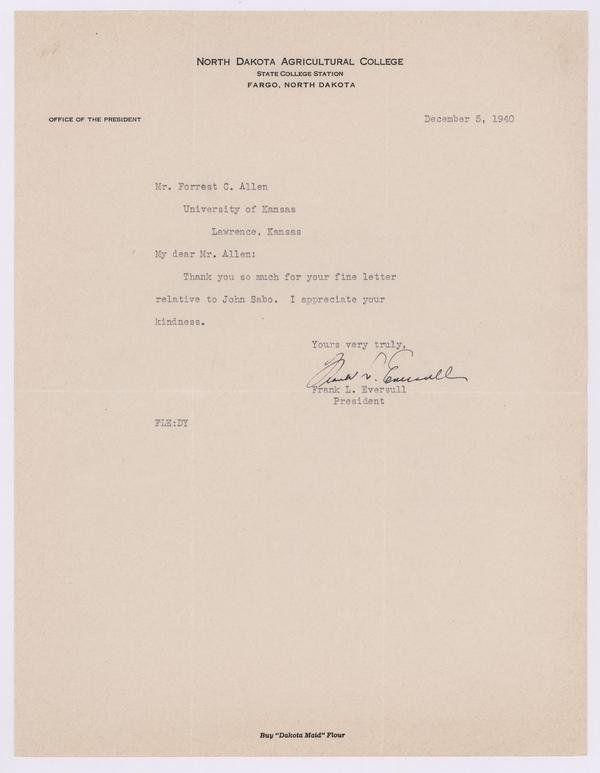 NORTH DAKOTA AGRICULTURAL COLLEGE
STATE COLLEGE STATION
FARGO, NORTH DAKOTA
OFFICE OF THE PRESIDENT
December 5, 1940
Mr. Forrest C. Allen
University of Kansas
Lawrence, Kansas
My dear Mr. Allen:
Thank you so much for your fine letter
relative to John Sabo. I appreciate your
kindness.
Yours very truly,
Frank L. Eversull
Frank L. Eversull
President
FLE:DY
Buy "Dakota Maid" Flour